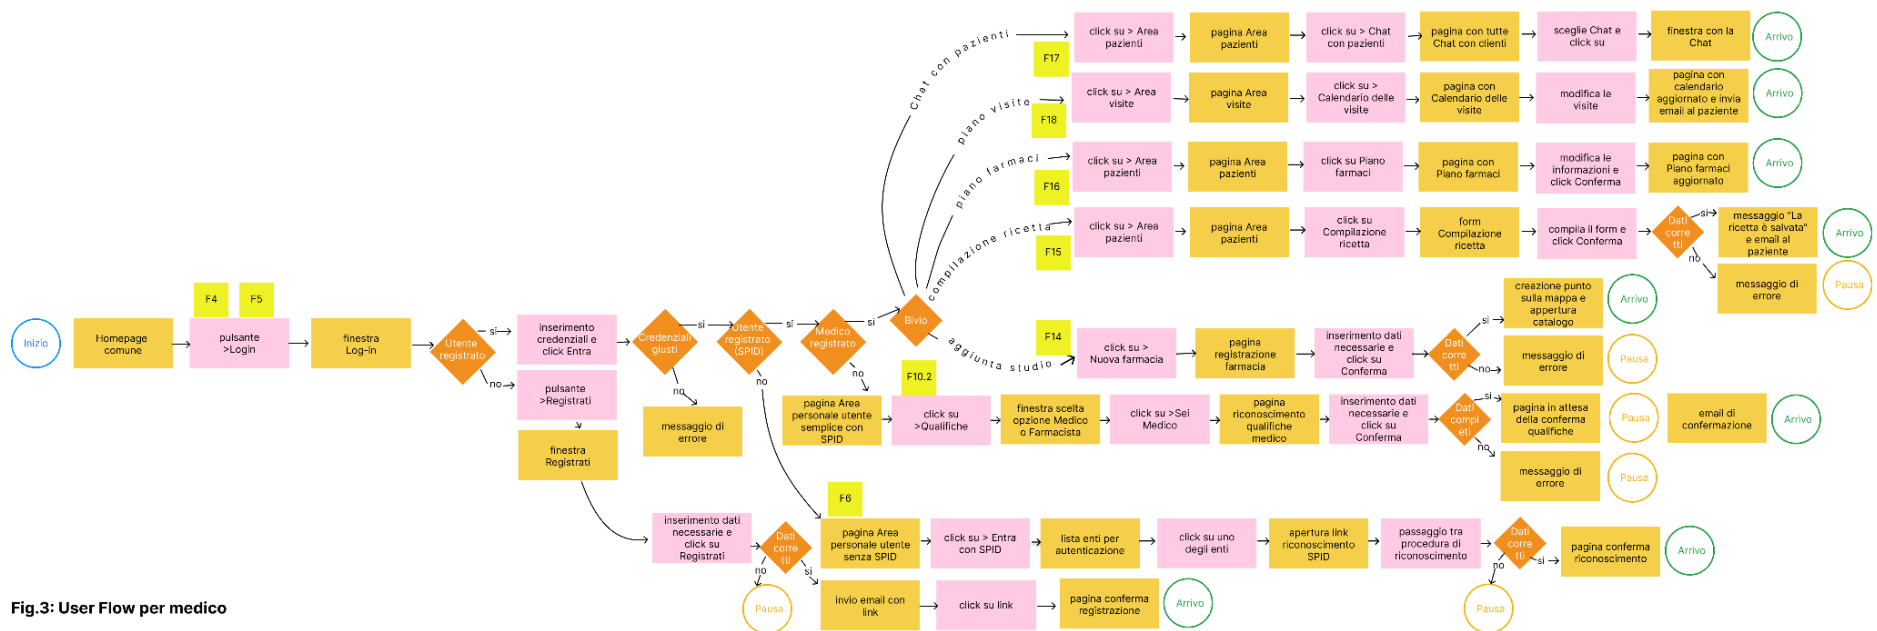 Chat con pazienti
click su > Area
pazienti
pagina Area
pazienti
click su > Chat
con pazienti
pagina con tutte
Chat con clienti
sceglie Chat e
click su
finestra con la
Chat
Arrivo
F17
piano visite
click su > Area
visite
pagina Area
visite
click su >
Calendario delle
visite
pagina con
Calendario delle
visite
modifica le
visite
pagina con
calendario
aggiornato e invia
email al paziente
Arrivo
F18
piano farmaci
click su > Area
pazienti
pagina Area
pazienti
click su Piano
farmaci
pagina con
Piano farmaci
modifica le
informazioni e
click Conferma
pagina con
Piano farmaci
aggiornato
Arrivo
F16
compilazione ricetta
click su > Area
pazienti
pagina Area
pazienti
click su
Compilazione
ricetta
form
Compilazione
ricetta
compila il form e
click Conferma
Dati
corre
tti
si
messaggio "La
ricetta è salvata"
e email al
paziente
Arrivo
no
messaggio di
errore
Pausa
F15
Inizio
Homepage
comune
F4
F5
pulsante
>Login
finestra
Log-in
Utente
registrato
si
inserimento
credenziali e
click Entra
Credenziali
giusti
si
Utente
registrato
(SPID)
si
Medico
registrato
si
Bivio
aggiunta studio
F14
click su >
Nuova farmacia
pagina
registrazione
farmacia
inserimento dati
necessarie e
click su
Conferma
Dati
corre
tti
si
creazione punto
sulla mappa e
appertura
catalogo
Arrivo
no
messaggio di
errore
Pausa
no
pulsante
>Registrati
finestra
Registrati
no
messaggio di
errore
no
pagina Area
personale utente
semplice con
SPID
F10.2
click su
>Qualifiche
finestra scelta
opzione Medico
o Farmacista
click su >Sei
Medico
pagina
riconoscimento
qualifiche
medico
inserimento dati
necessarie e
click su
Conferma
Dati
compl
eti
si
pagina in attesa
della conferma
qualifiche
Pausa
email di
confermazione
Arrivo
no
messaggio di
errore
Pausa
no
F6
pagina Area
personale utente
senza SPID
click su > Entra
con SPID
lista enti per
autenticazione
click su uno
degli enti
apertura link
riconoscimento
SPID
passaggio tra
procedura di
riconoscimento
Dati
corre
tti
si
pagina conferma
riconoscimento
Arrivo
no
Pausa
inserimento dati
necessarie e
click su
Registrati
Dati
corre
tti
no
Pausa
si
invio email con
link
click su link
pagina conferma
registrazione
Arrivo
Fig.3: User Flow per medico